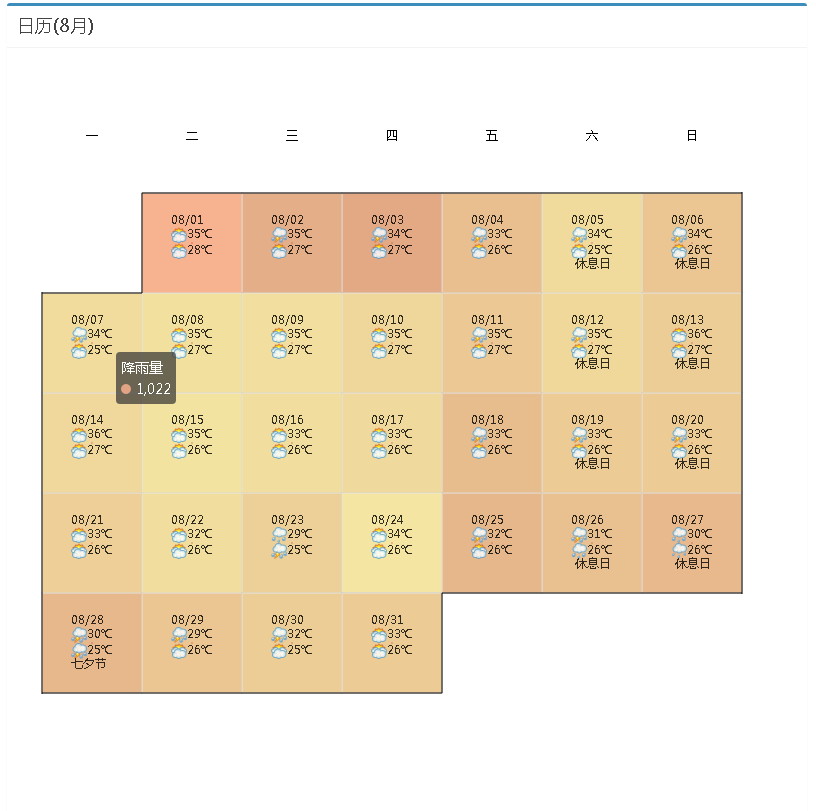 日历(8月)
一 二 三 四 五 六 日
08/01 08/02 08/03 08/04 08/05 08/06
35℃ 35℃ 34℃ 33℃ 34℃ 34℃
28℃ 27℃ 27℃ 26℃ 25℃ 26℃
休息日 休息日
08/07 08/08 08/09 08/10 08/11 08/12 08/13
34℃ 35℃ 35℃ 35℃ 35℃ 35℃ 36℃
25℃ 27℃ 27℃ 27℃ 27℃ 27℃ 27℃
休息日 休息日
降雨量
1,022
08/14 08/15 08/16 08/17 08/18 08/19 08/20
36℃ 35℃ 33℃ 33℃ 33℃ 33℃ 33℃
27℃ 26℃ 26℃ 26℃ 26℃ 26℃ 26℃
休息日 休息日
08/21 08/22 08/23 08/24 08/25 08/26 08/27
33℃ 32℃ 29℃ 34℃ 32℃ 31℃ 30℃
26℃ 26℃ 25℃ 26℃ 26℃ 26℃ 26℃
休息日 休息日
08/28 08/29 08/30 08/31
30℃ 29℃ 32℃ 33℃
25℃ 26℃ 25℃ 26℃
七夕节